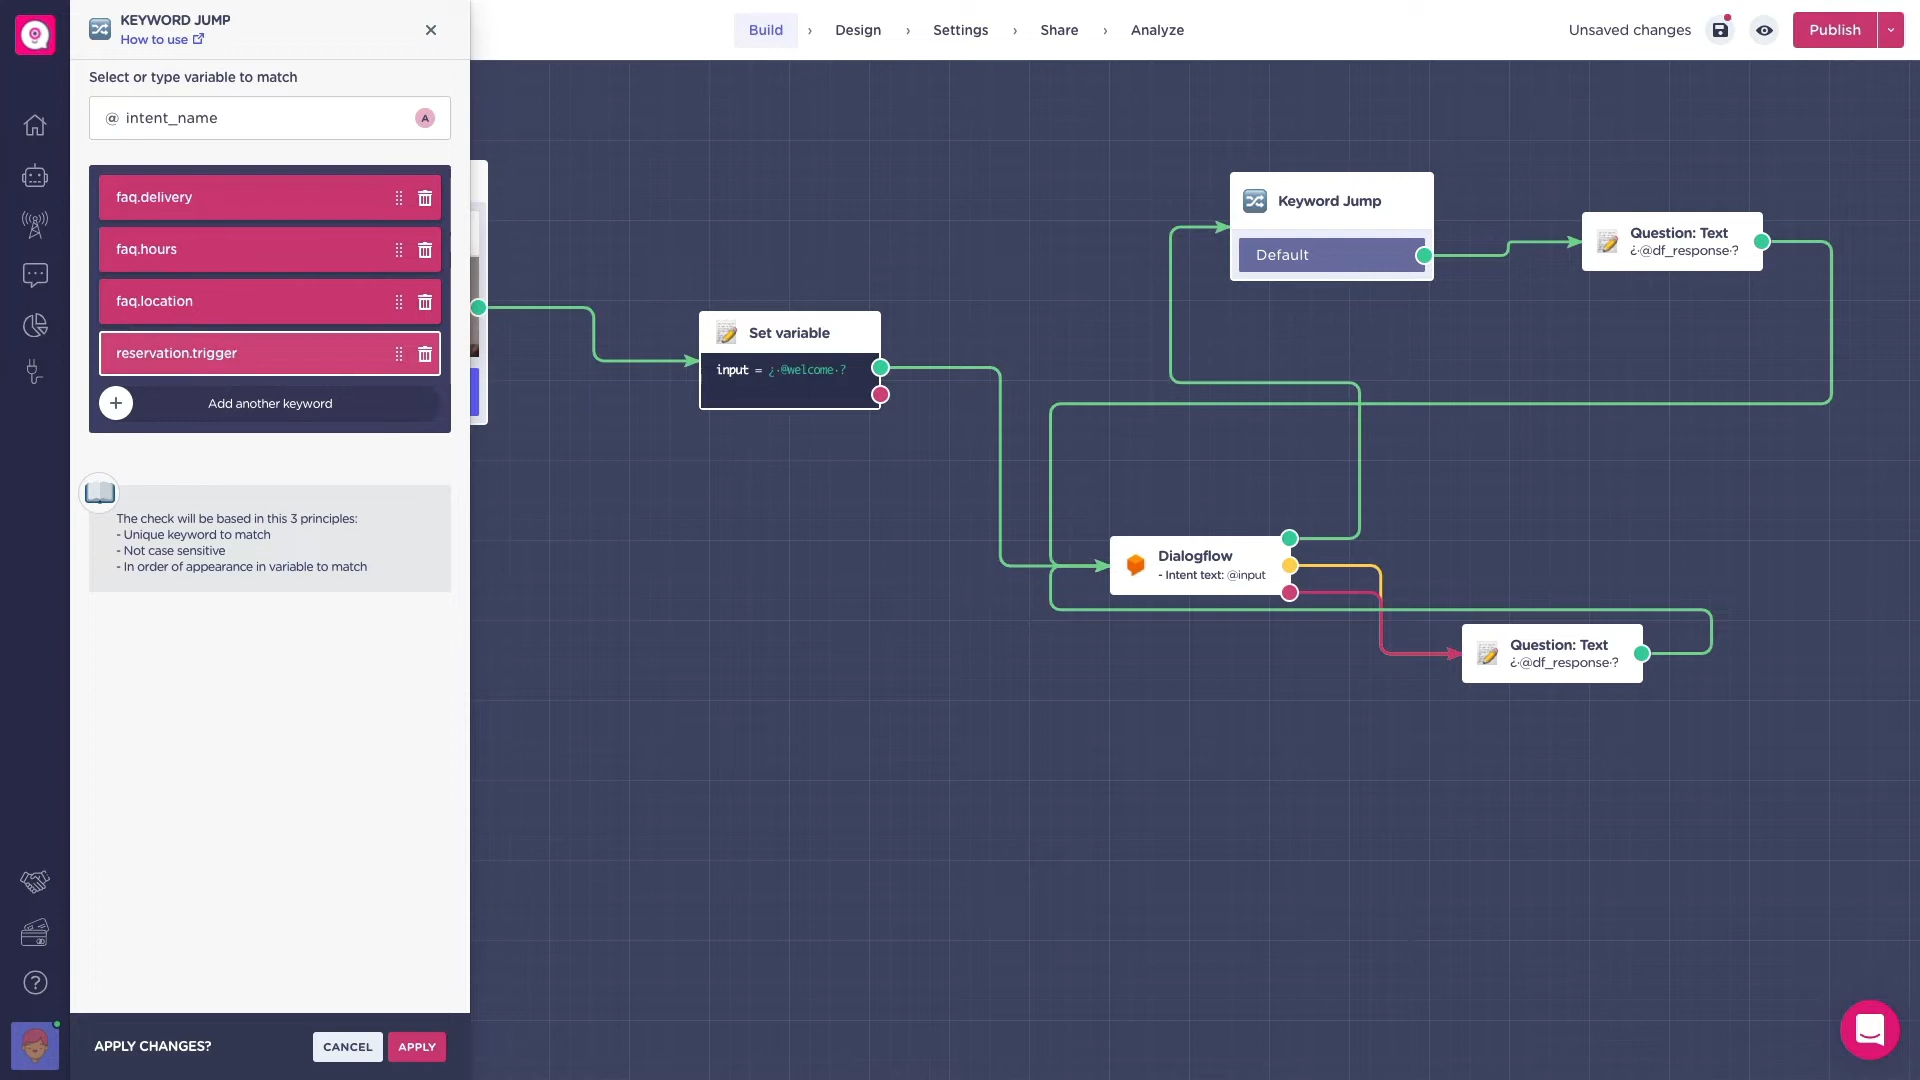 KEYWORD JUMP
How to use
Select or type variable to match
@ intent_name
A
faq.delivery
faq.hours
faq.location
reservation.trigger
+ Add another keyword
The check will be based in this 3 principles:
- Unique keyword to match
- Not case sensitive
- In order of appearance in variable to match
APPLY CHANGES?
CANCEL
APPLY
Build
Design
Settings
Share
Analyze
Unsaved changes
Publish
Set variable
input = ¿·@welcome·?
Keyword Jump
Default
Question: Text
¿·@df_response·?
Dialogflow
- Intent text: @input
Question: Text
¿·@df_response·?